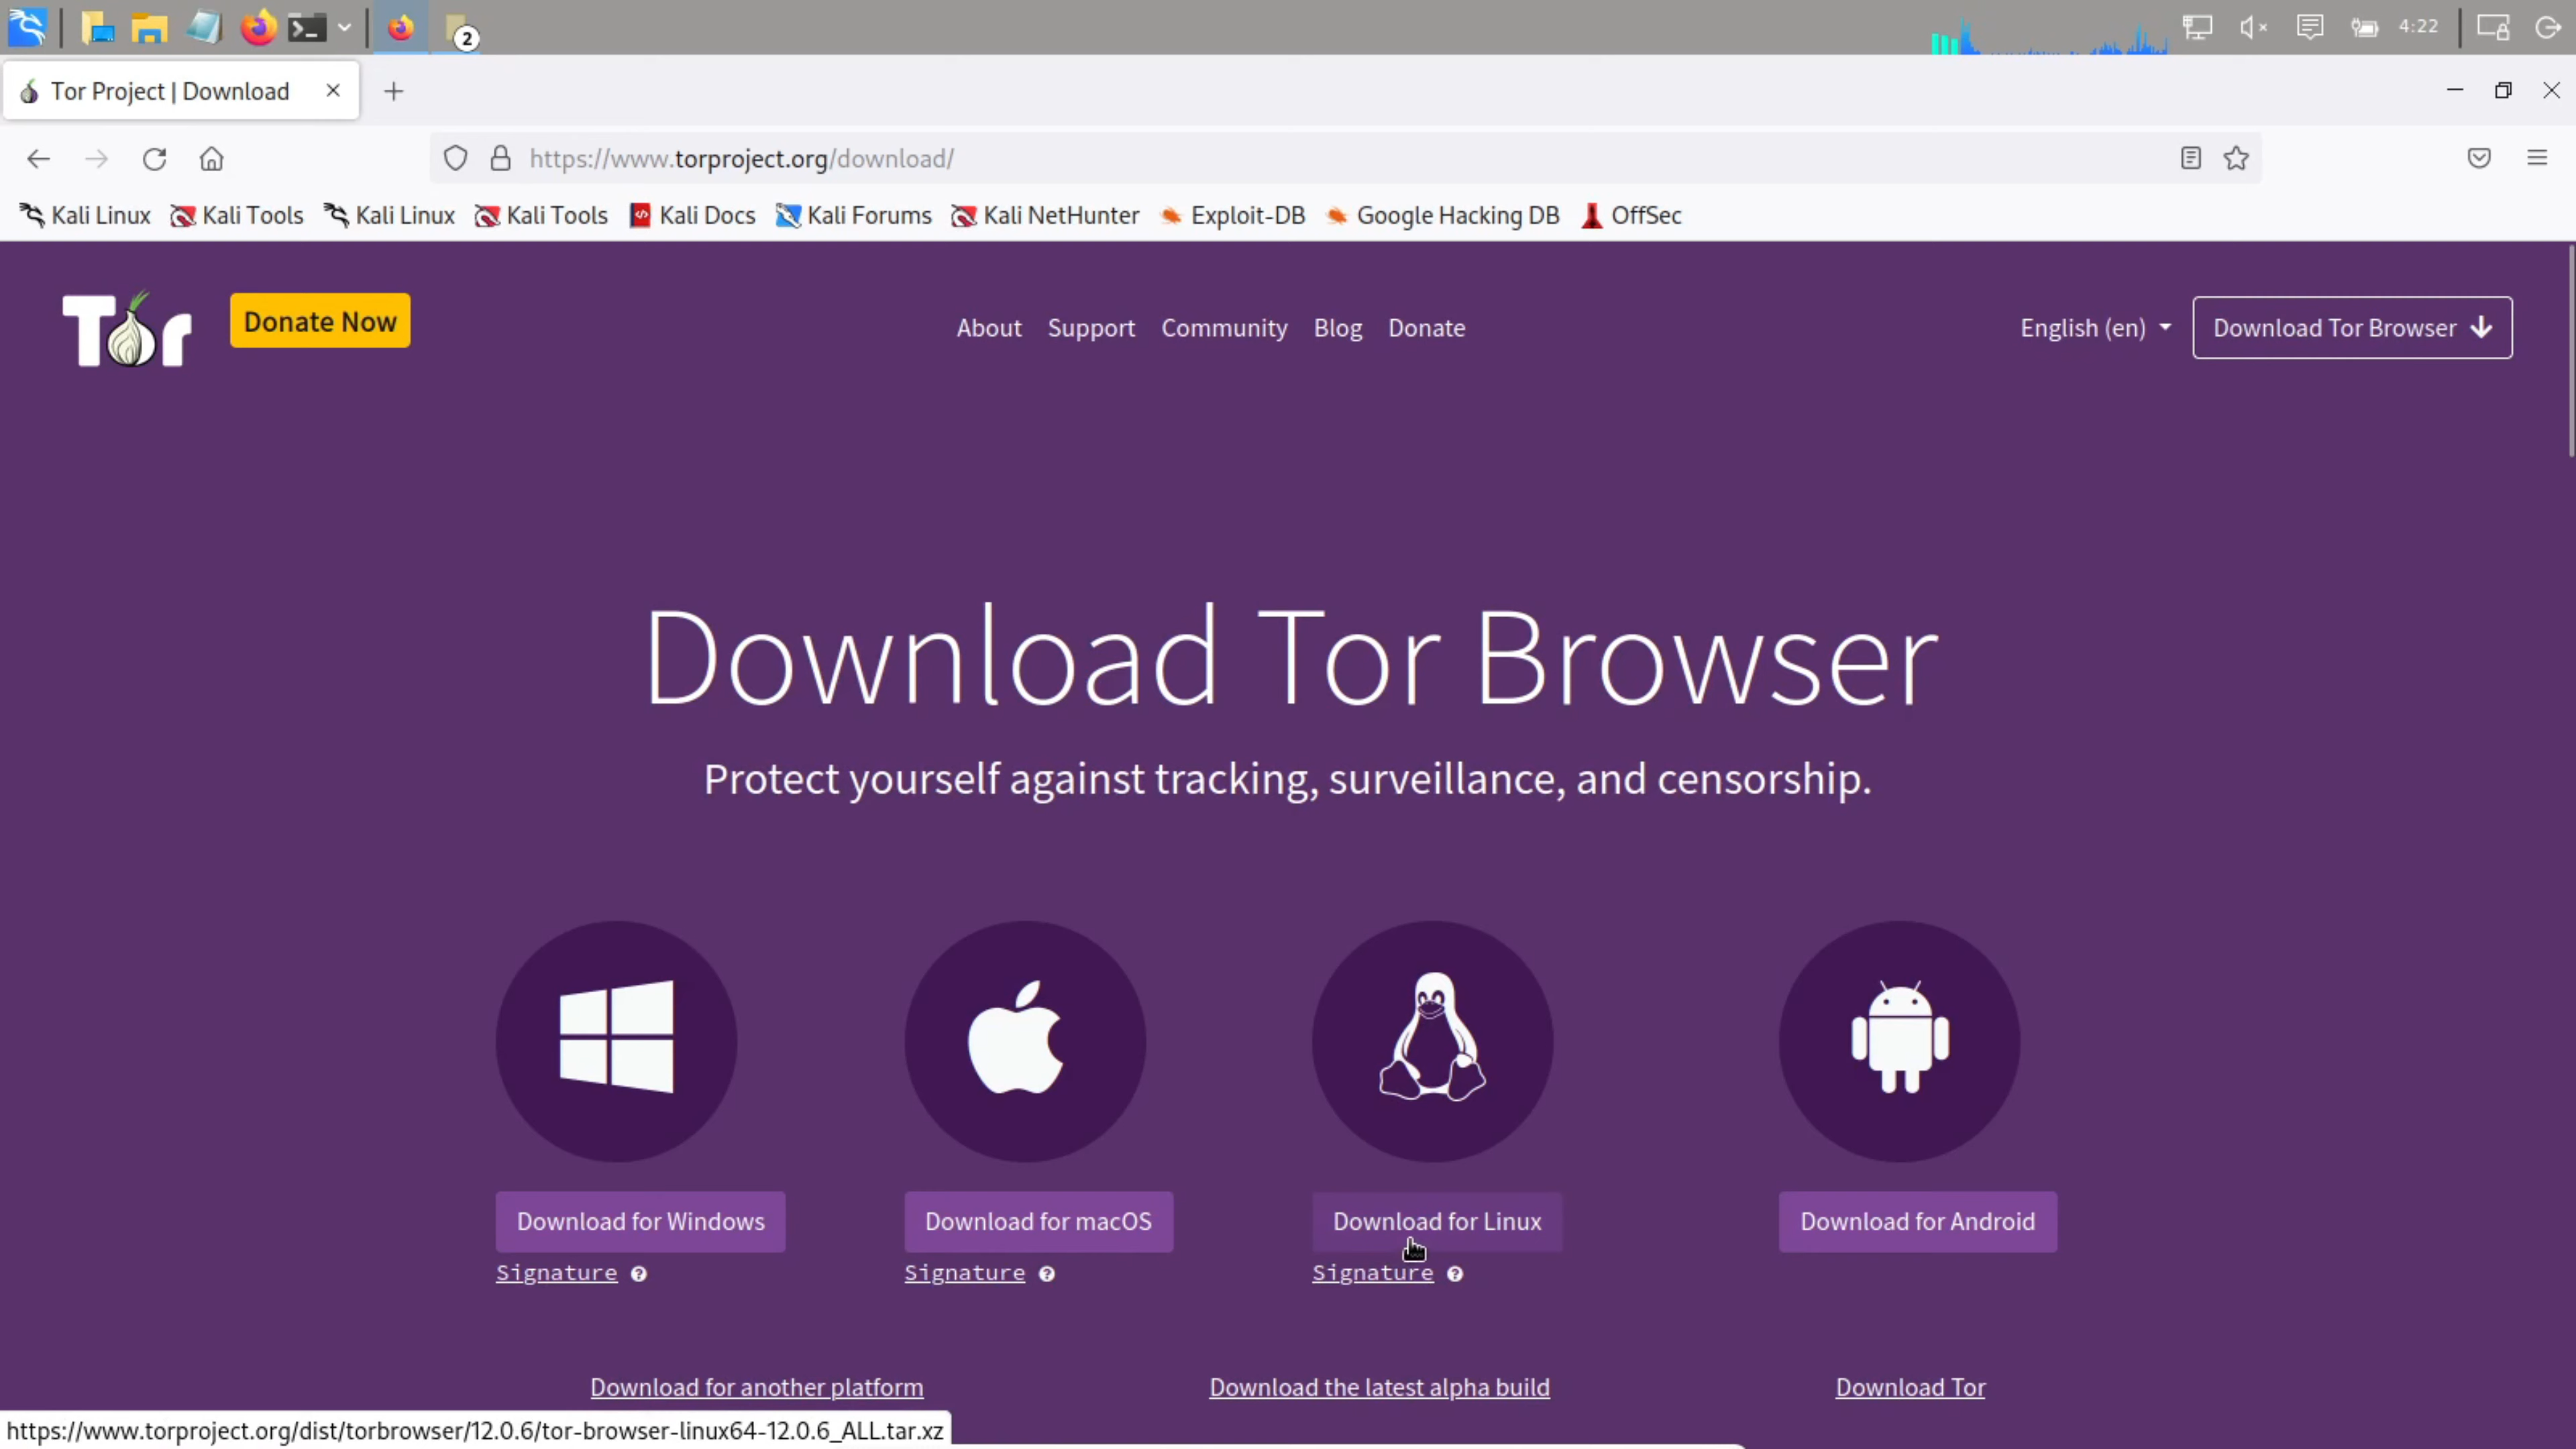 2
4:22
Tor Project | Download
https://www.torproject.org/download/
Kali Linux Kali Tools Kali Linux Kali Tools Kali Docs Kali Forums Kali NetHunter Exploit-DB Google Hacking DB OffSec
Tor Donate Now About Support Community Blog Donate English (en) Download Tor Browser
Download Tor Browser
Protect yourself against tracking, surveillance, and censorship.
Download for Windows Download for macOS Download for Linux Download for Android
Signature ? Signature ? Signature ?
Download for another platform Download the latest alpha build Download Tor
https://www.torproject.org/dist/torbrowser/12.0.6/tor-browser-linux64-12.0.6_ALL.tar.xz